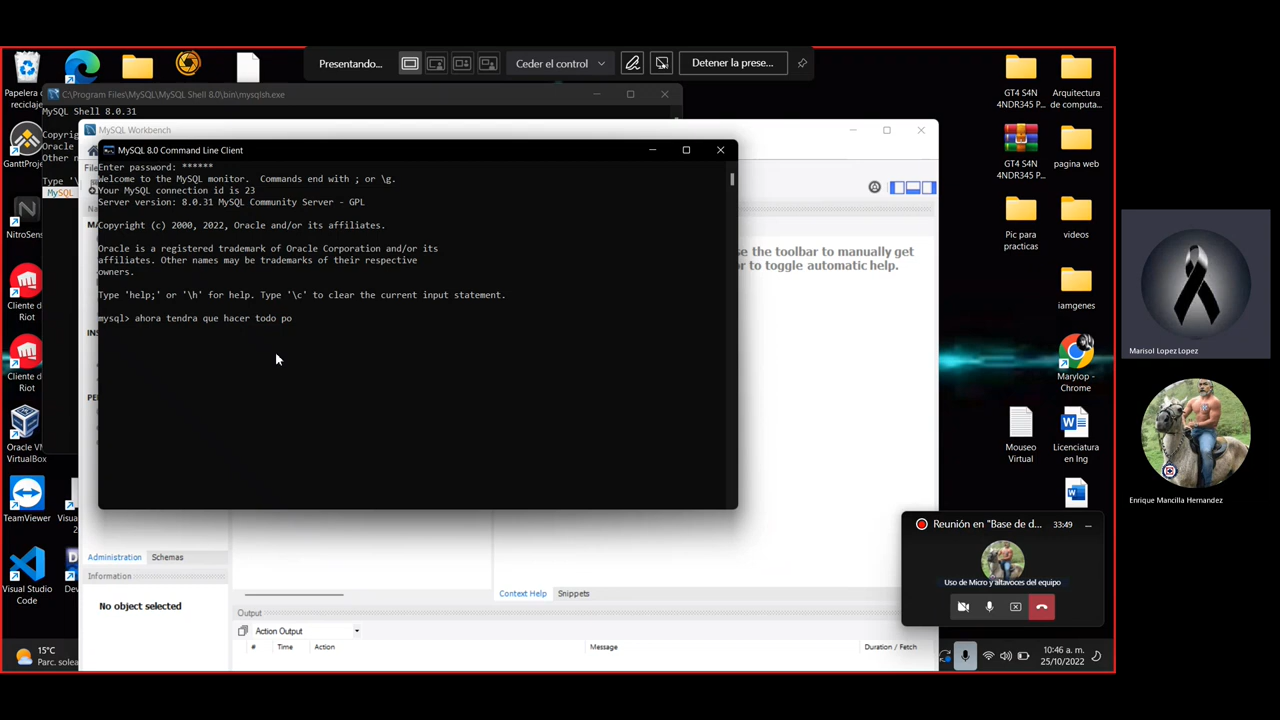 Presentando...
Ceder el control
Detener la prese...
Papelera de
reciclaje
C:\Program Files\MySQL\MySQL Shell 8.0\bin\mysqlsh.exe
MySQL Shell 8.0.31
MySQL Workbench
MySQL 8.0 Command Line Client
Enter password: ******
Welcome to the MySQL monitor.  Commands end with ; or \g.
Your MySQL connection id is 23
Server version: 8.0.31 MySQL Community Server - GPL
Copyright (c) 2000, 2022, Oracle and/or its affiliates.
Oracle is a registered trademark of Oracle Corporation and/or its
affiliates. Other names may be trademarks of their respective
owners.
Type 'help;' or '\h' for help. Type '\c' to clear the current input statement.
mysql> ahora tendra que hacer todo po
GanttProje
NitroSens
Cliente d
Riot
Cliente d
Riot
Oracle VM
VirtualBox
TeamViewer
Visual Studio
Code
MySQL
e the toolbar to manually get
or to toggle automatic help.
Administration
Schemas
Information
No object selected
Context Help
Snippets
Output
Action Output
#
Time
Action
Message
Duration / Fetch
GT4 S4N
4NDR345 P...
Arquitectura
de computa...
GT4 S4N
4NDR345 P...
pagina web
Pic para
practicas
videos
iamgenes
Marylop -
Chrome
Mouseo
Virtual
Licenciatura
en Ing
Reunión en "Base de d...
33:49
Uso de Micro y altavoces del equipo
15°C
Parc. solea
10:46 a. m.
25/10/2022
Marisol Lopez Lopez
Enrique Mancilla Hernandez